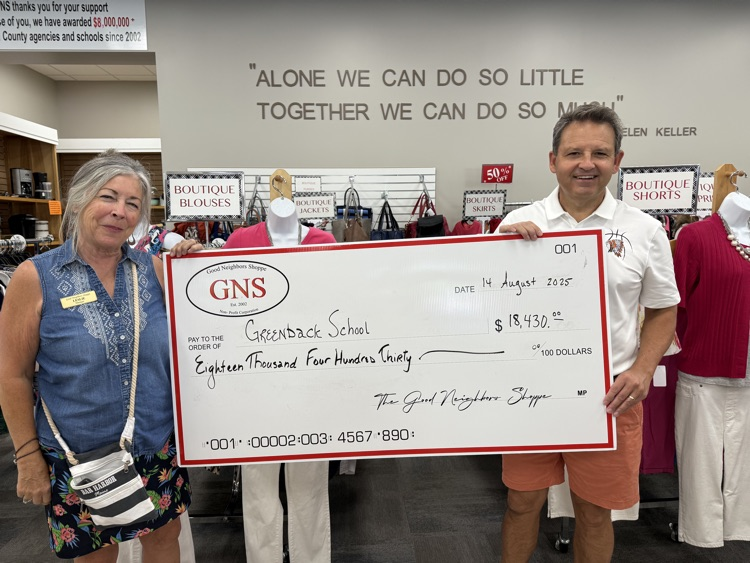 NS thanks you for your support
e of you, we have awarded $8,000,000 +
County agencies and schools since 2002
"ALONE WE CAN DO SO LITTLE
TOGETHER WE CAN DO SO MUCH"
ELEN KELLER
BOUTIQUE
BLOUSES
BOUTIQUE
JACKETS
50%
OFF
BOUTIQUE
SKIRTS
BOUTIQUE
SHORTS
001
Good Neighbors Shoppe
GNS
Est. 2002
Non-Profit Corporation
DATE 14 August 2025
PAY TO THE
ORDER OF
Greenback School
$ 18,430.00
Eighteen Thousand Four Hundred Thirty
100 DOLLARS
The Good Neighbors Shoppe
MP
"001" :00002:003: 4567"890:
BAR HARBOR